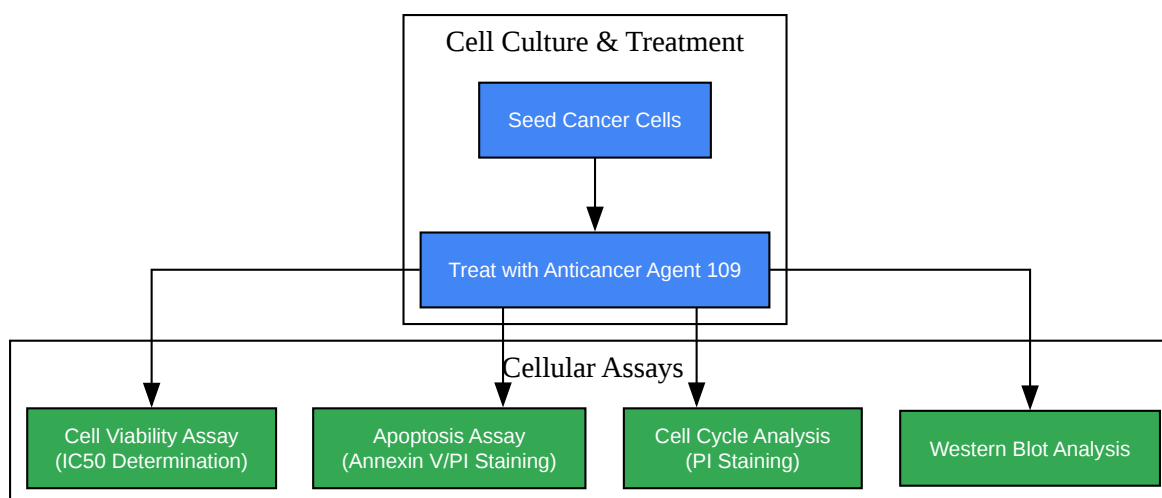 Cell Culture & Treatment
Seed Cancer Cells
Treat with Anticancer Agent 109
Cellular Assays
Cell Viability Assay
(IC50 Determination)
Apoptosis Assay
(Annexin V/PI Staining)
Cell Cycle Analysis
(PI Staining)
Western Blot Analysis